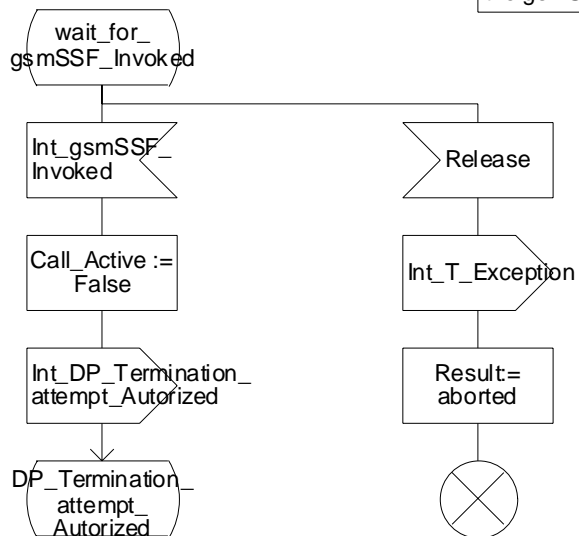 wait_for_
gsmSSF_Invoked
Int_gsmSSF_
Invoked
Release
Call_Active :=
False
Int_T_Exception
Int_DP_Termination_
attempt_Autorized
Result:=
aborted
DP_Termination_
attempt_
Autorized